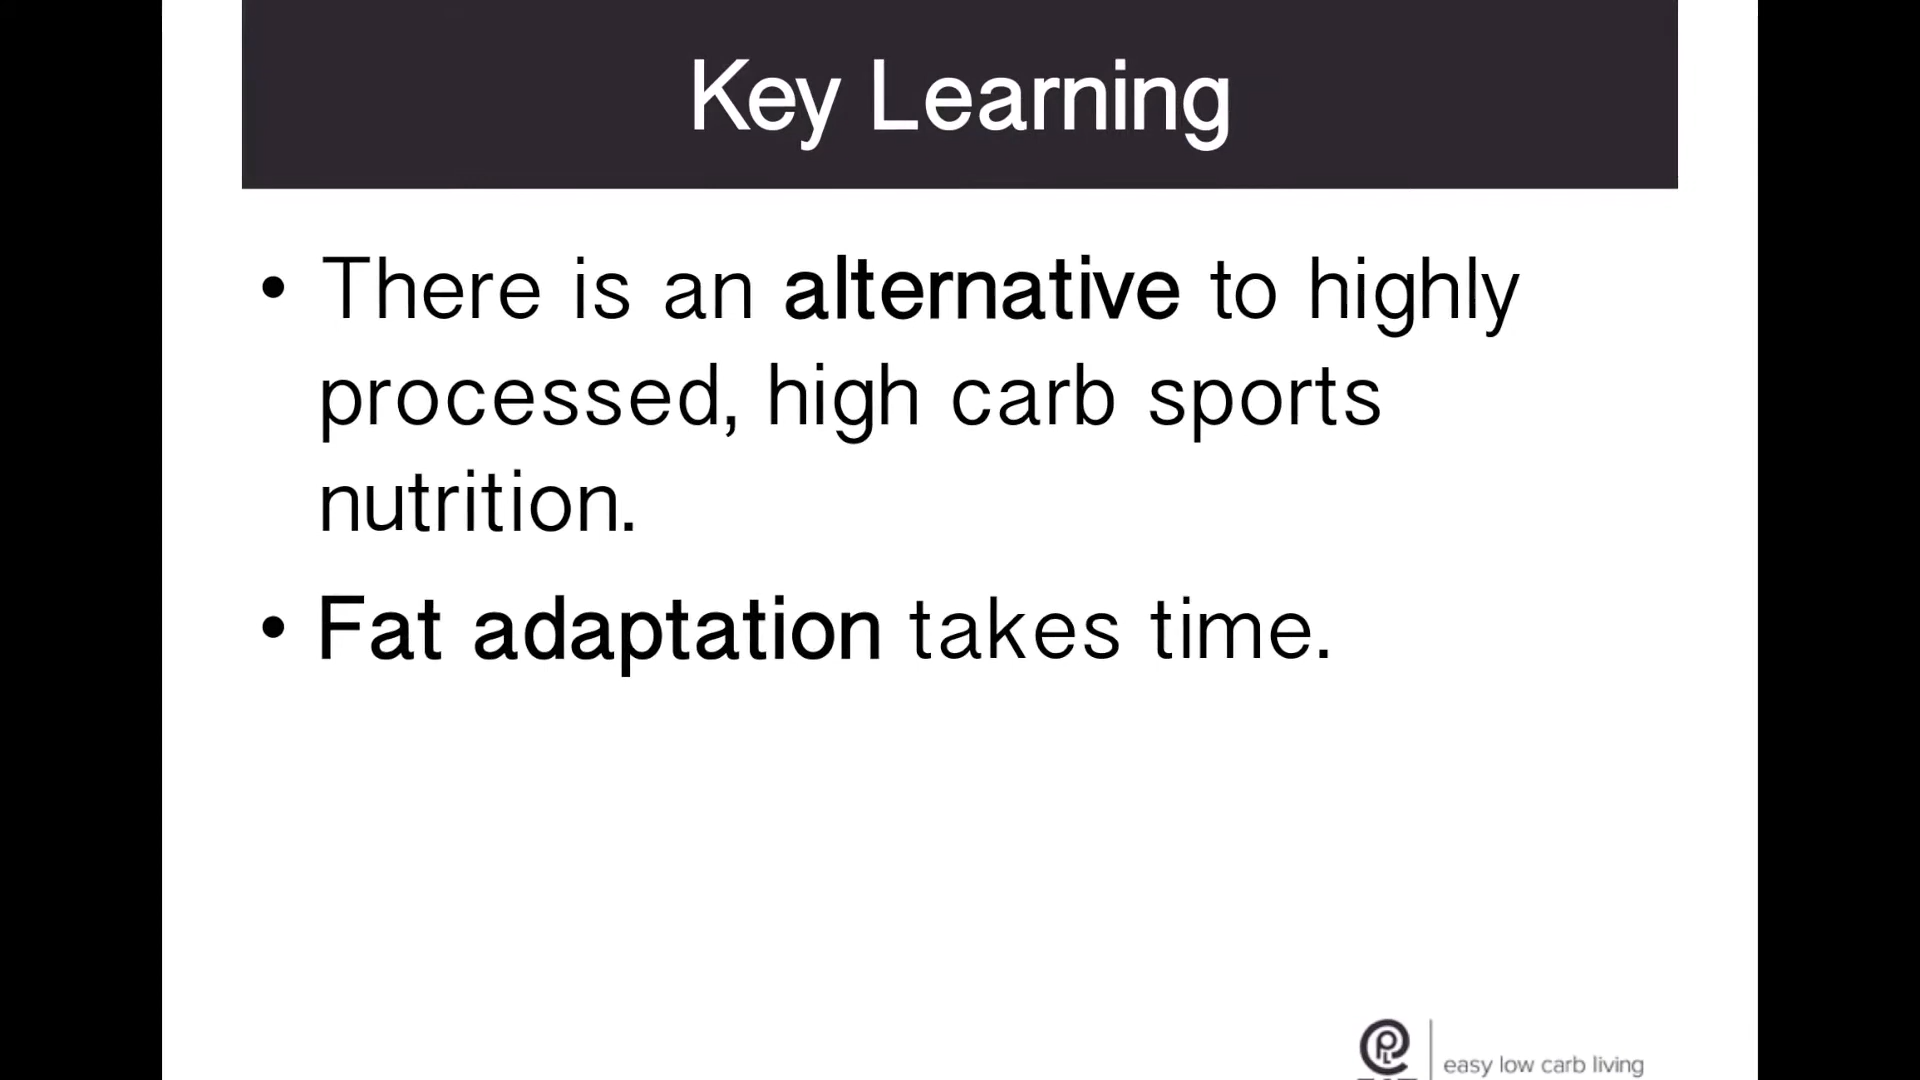 Key Learning
• There is an alternative to highly
processed, high carb sports
nutrition.
• Fat adaptation takes time.
easy low carb living